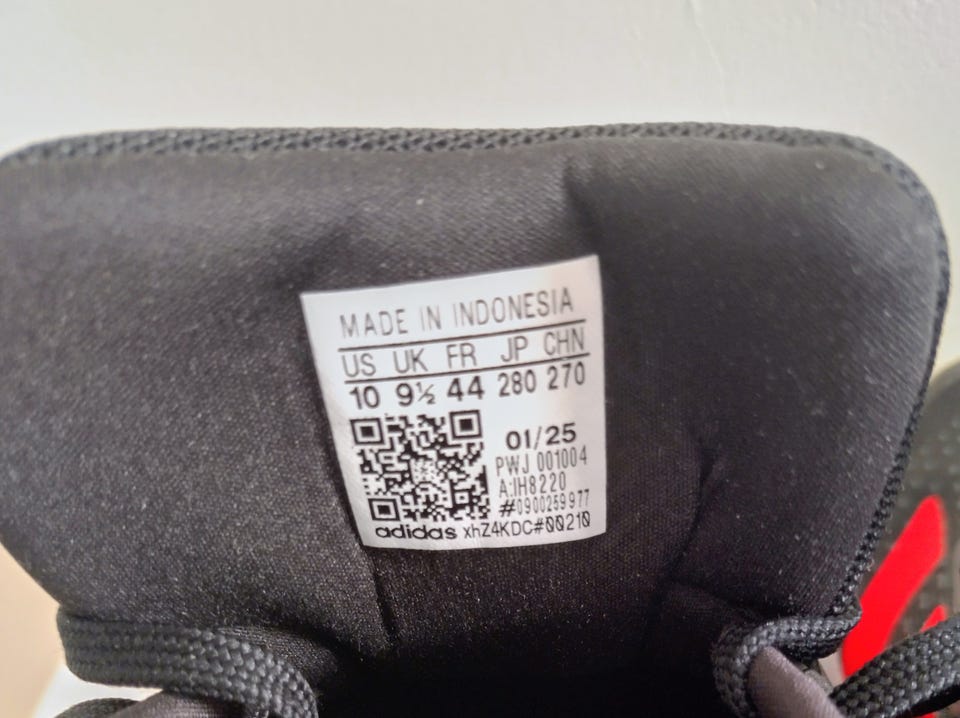 MADE IN INDONESIA
US UK FR JP CHN
10 9½ 44 280 270
01/25
PWJ 001004
A:IH8220
#0900259977
adidas xhZ4KDC#00210